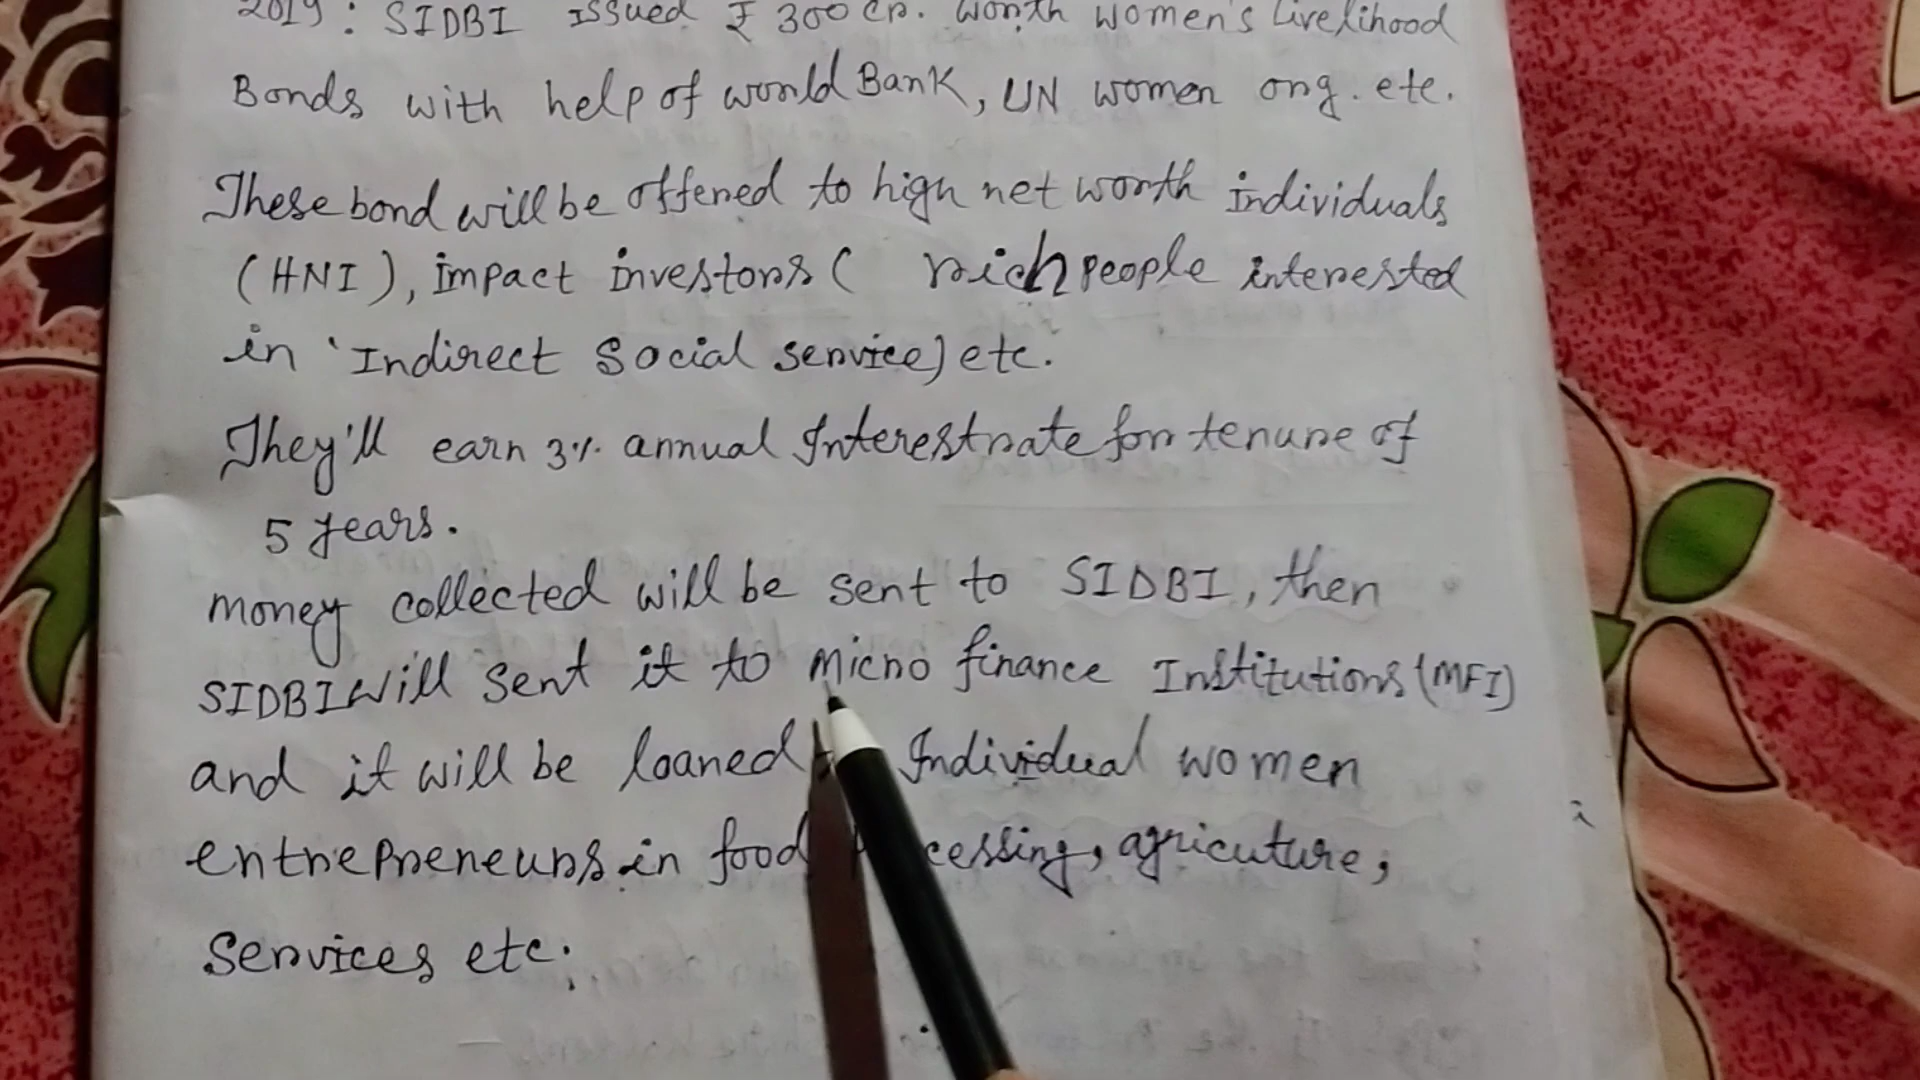 2019: SIDBI Issued ₹ 300 cr. worth women's Livelihood
Bonds with help of world Bank, UN women org. etc.
These bond will be offered to high net worth individuals
(HNI), impact investors ( rich people interested
in 'Indirect Social service) etc.
They'll earn 3% annual Interest rate for tenure of
5 years.
money collected will be sent to SIDBI, then
SIDBI will sent it to Micro finance Institutions (MFI)
and it will be loaned Individual women
entrepreneurs in food cessing, agricuture,
Services etc.